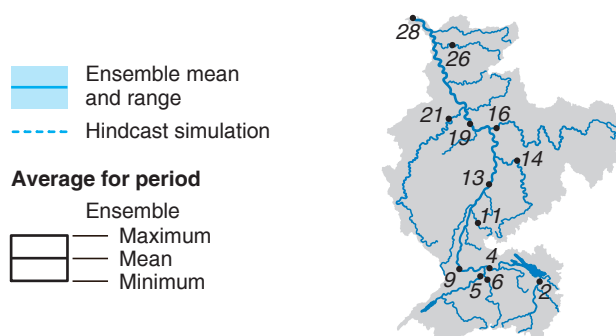 Ensemble mean
and range
Hindcast simulation
Average for period
Ensemble
Maximum
Mean
Minimum
28
26
21
19
16
14
13
11
9
4
5
6
2